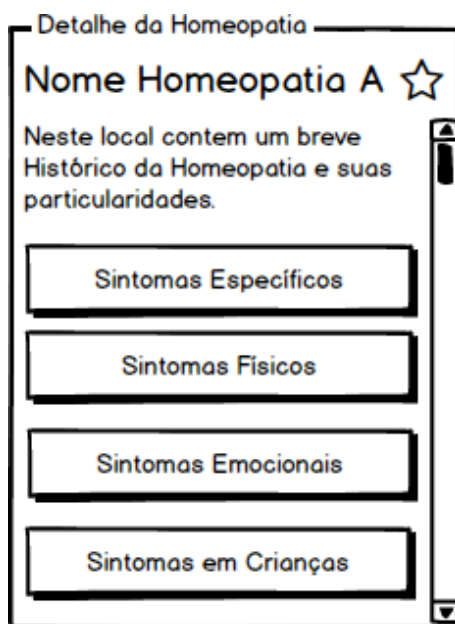 Detalhe da Homeopatia
Nome Homeopatia A
Neste local contem um breve
Histórico da Homeopatia e suas
particularidades.
Sintomas Específicos
Sintomas Físicos
Sintomas Emocionais
Sintomas em Crianças